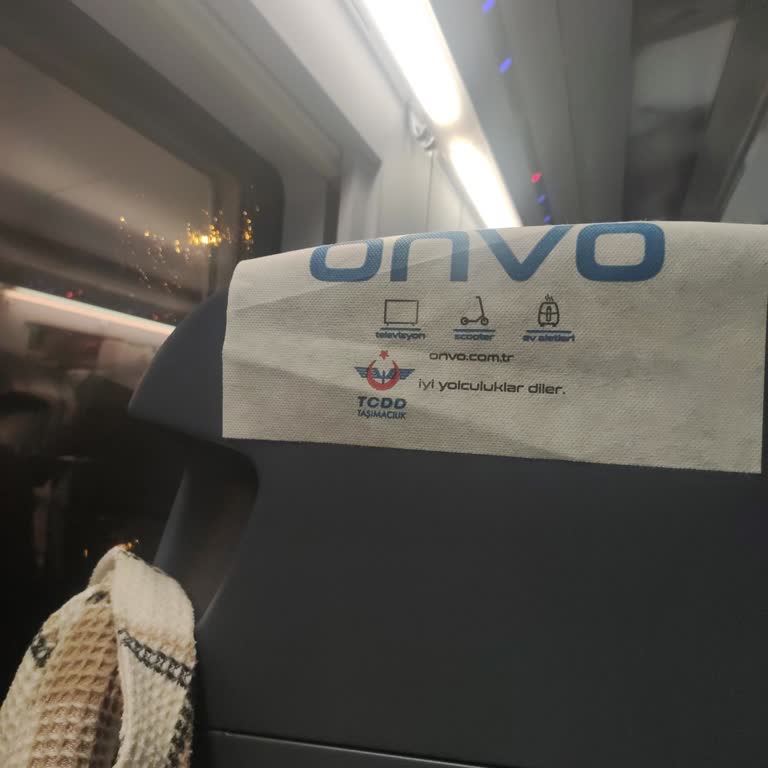 onvo
televizyon scooter ev aletleri
onvo.com.tr
iyi yolculuklar diler.
TCDD
TAŞIMACILIK